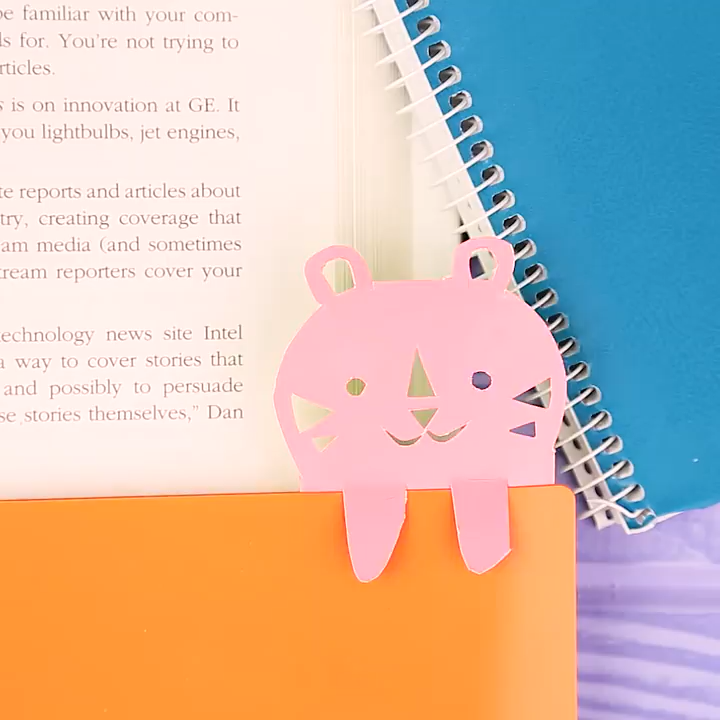 be familiar with your com-
ds for. You're not trying to
rticles.
s is on innovation at GE. It
you lightbulbs, jet engines,
te reports and articles about
try, creating coverage that
am media (and sometimes
tream reporters cover your
echnology news site Intel
a way to cover stories that
and possibly to persuade
se stories themselves," Dan